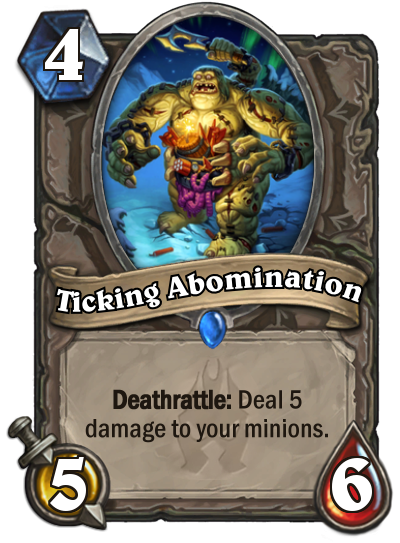 4
Ticking Abomination
Deathrattle: Deal 5
damage to your minions.
5
6